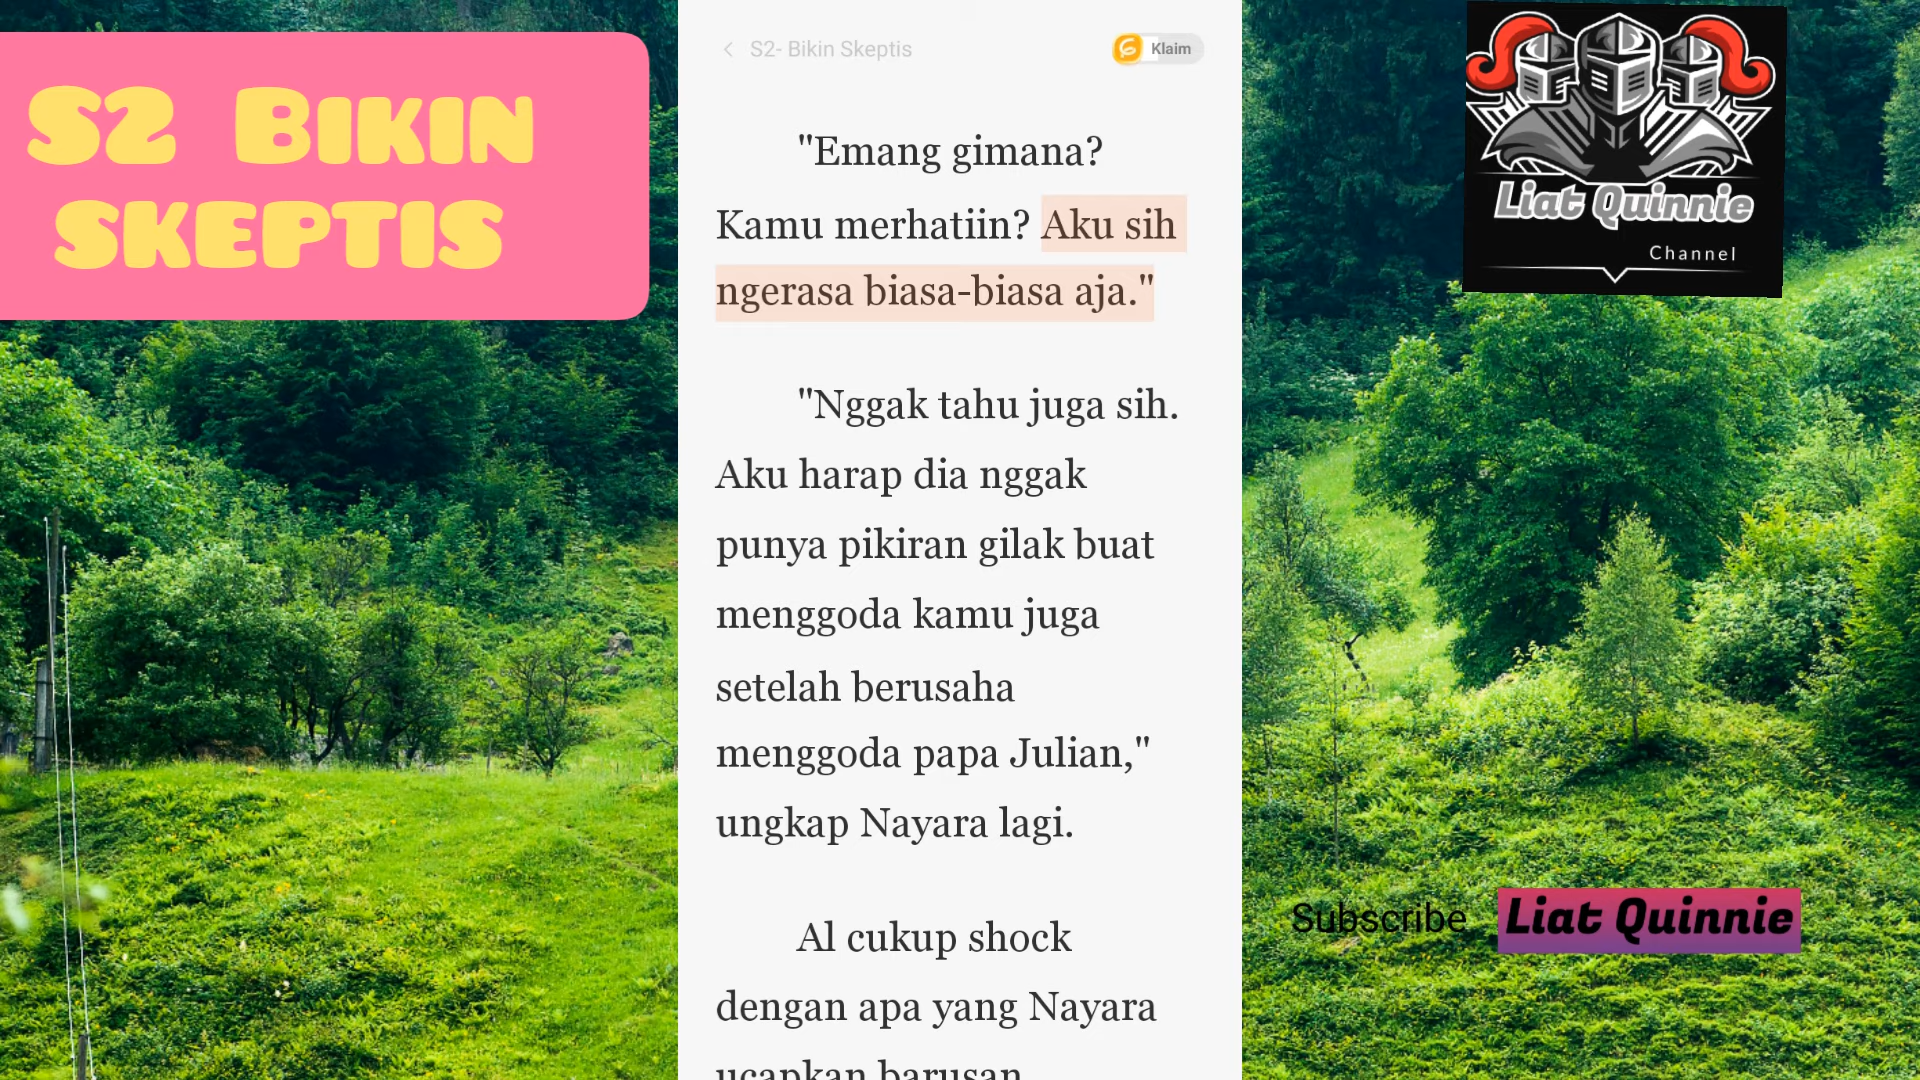 S2 BIKIN
SKEPTIS
S2- Bikin Skeptis
Klaim
"Emang gimana?
Kamu merhatiin? Aku sih
ngerasa biasa-biasa aja."
"Nggak tahu juga sih.
Aku harap dia nggak
punya pikiran gilak buat
menggoda kamu juga
setelah berusaha
menggoda papa Julian,"
ungkap Nayara lagi.
Al cukup shock
dengan apa yang Nayara
ucapkan barusan
Liat Quinnie
Channel
Subscribe Liat Quinnie